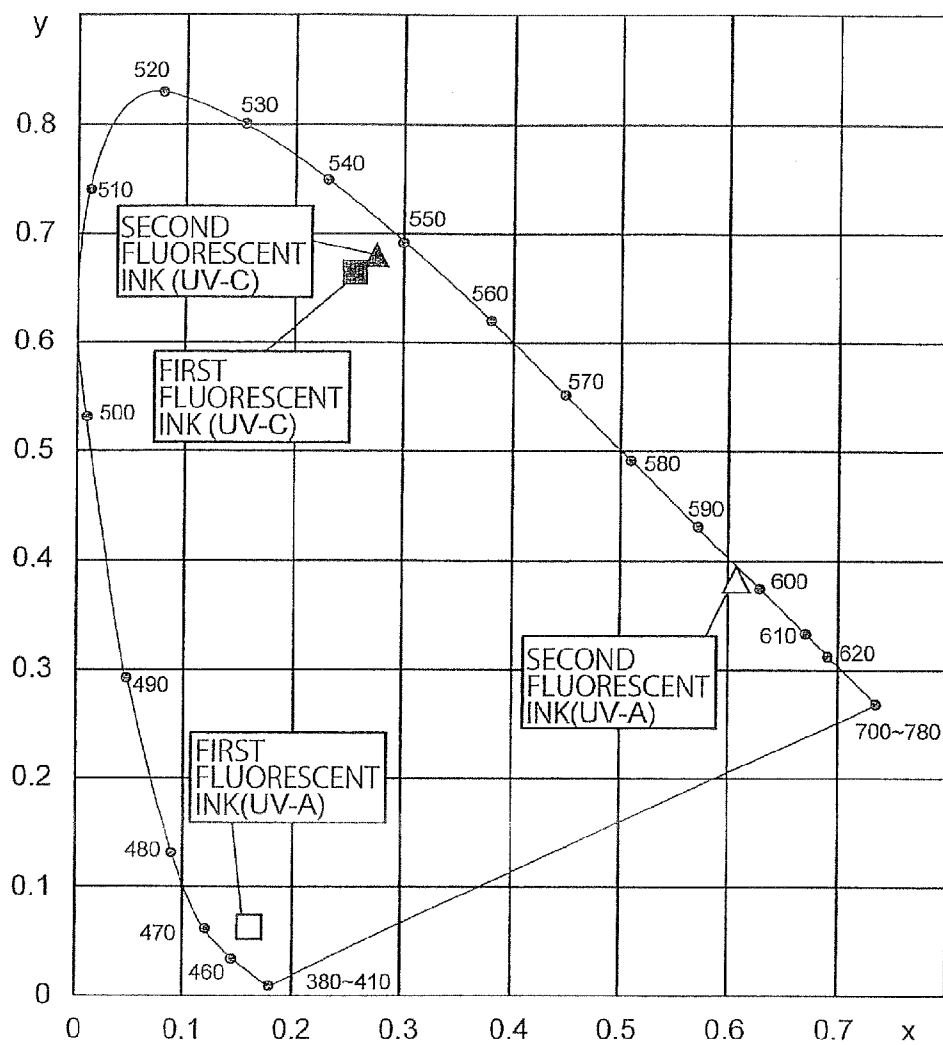 y
520
530
0.8
540
510
SECOND
FLUORESCENT
INK (UV-C)
550
0.7
560
0.6
FIRST
FLUORESCENT
INK (UV-C)
570
500
0.5
580
590
0.4
600
610
620
SECOND
FLUORESCENT
INK(UV-A)
0.3
490
700~780
FIRST
FLUORESCENT
INK(UV-A)
0.2
480
0.1
470
460
380~410
0
0 0.1 0.2 0.3 0.4 0.5 0.6 0.7 x